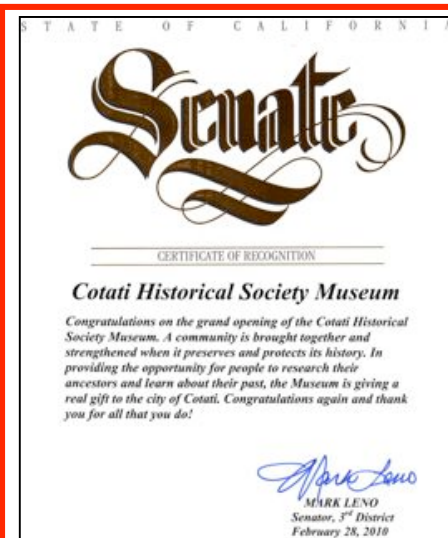 STATE OF CALIFORNIA
Senate
CERTIFICATE OF RECOGNITION
Cotati Historical Society Museum
Congratulations on the grand opening of the Cotati Historical
Society Museum. A community is brought together and
strengthened when it preserves and protects its history. In
providing the opportunity for people to research their
ancestors and learn about their past, the Museum is giving a
real gift to the city of Cotati. Congratulations again and thank
you for all that you do!
Mark Leno
MARK LENO
Senator, 3rd District
February 28, 2010